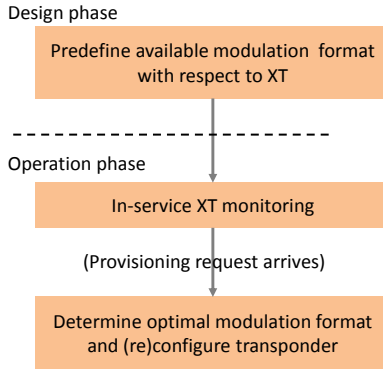 Design phase
Predefine available modulation format
with respect to XT
Operation phase
In-service XT monitoring
(Provisioning request arrives)
Determine optimal modulation format
and (re)configure transponder